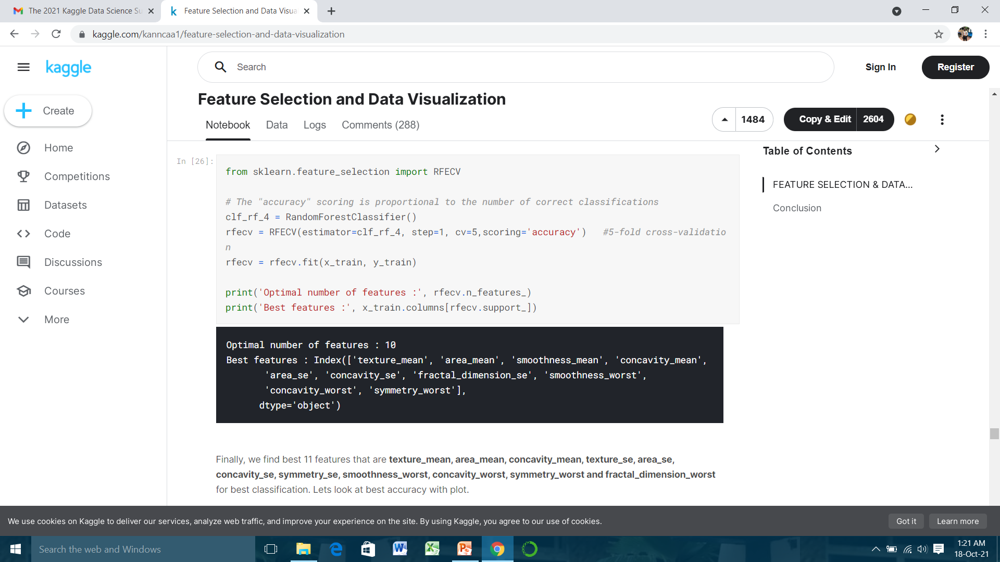 The 2021 Kaggle Data Science Su
Feature Selection and Data Visua
kaggle.com/kanncaa1/feature-selection-and-data-visualization
kaggle
Search
Sign In
Register
Create
Home
Competitions
Datasets
Code
Discussions
Courses
More
Feature Selection and Data Visualization
Notebook Data Logs Comments (288)
1484
Copy & Edit 2604
Table of Contents
FEATURE SELECTION & DATA...
Conclusion
In [26]:
from sklearn.feature_selection import RFECV
# The "accuracy" scoring is proportional to the number of correct classifications
clf_rf_4 = RandomForestClassifier()
rfecv = RFECV(estimator=clf_rf_4, step=1, cv=5,scoring='accuracy')   #5-fold cross-validatio
n
rfecv = rfecv.fit(x_train, y_train)
print('Optimal number of features :', rfecv.n_features_)
print('Best features :', x_train.columns[rfecv.support_])
Optimal number of features : 10
Best features : Index(['texture_mean', 'area_mean', 'smoothness_mean', 'concavity_mean',
'area_se', 'concavity_se', 'fractal_dimension_se', 'smoothness_worst',
'concavity_worst', 'symmetry_worst'],
dtype='object')
Finally, we find best 11 features that are texture_mean, area_mean, concavity_mean, texture_se, area_se,
concavity_se, symmetry_se, smoothness_worst, concavity_worst, symmetry_worst and fractal_dimension_worst
for best classification. Lets look at best accuracy with plot.
We use cookies on Kaggle to deliver our services, analyze web traffic, and improve your experience on the site. By using Kaggle, you agree to our use of cookies.
Got it
Learn more
Search the web and Windows
1:21 AM
18-Oct-21